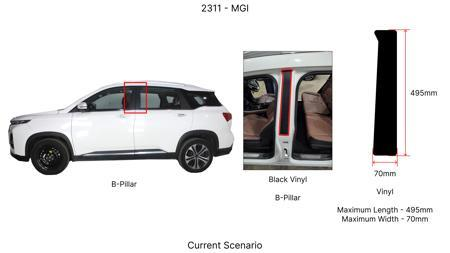 2311 - MGI
495mm
70mm
Black Vinyl
B-Pillar
B-Pillar
Vinyl
Maximum Length - 495mm
Maximum Width - 70mm
Current Scenario